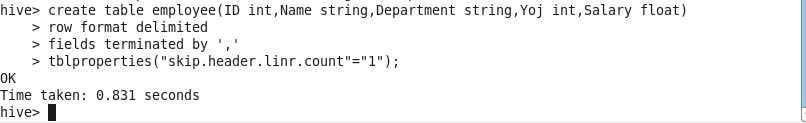 hive> create table employee(ID int,Name string,Department string,Yoj int,Salary float)
    > row format delimited
    > fields terminated by ','
    > tblproperties("skip.header.linr.count"="1");
OK
Time taken: 0.831 seconds
hive>